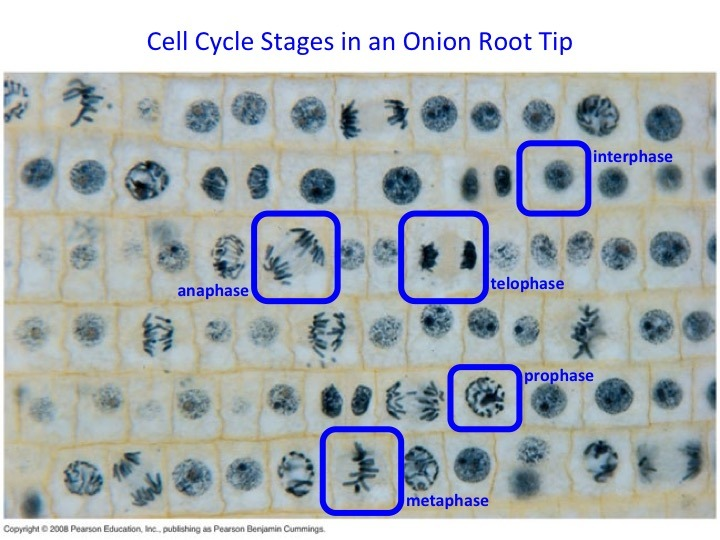 Cell Cycle Stages in an Onion Root Tip
interphase
anaphase
telophase
prophase
metaphase
Copyright © 2008 Pearson Education, Inc., publishing as Pearson Benjamin Cummings.